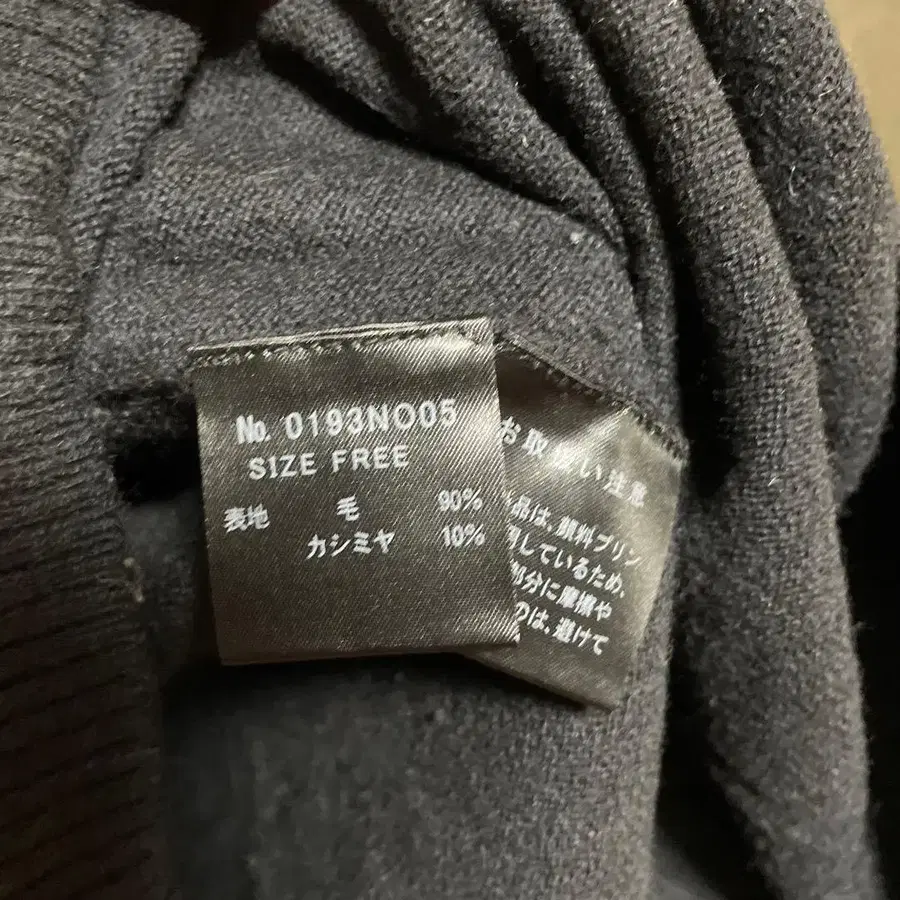 No. 0193NO05
SIZE FREE
表地 毛 90%
カシミヤ 10%
お取扱い注意
品は、顔料プリン
しているため、
部分に摩擦や
のは、避けて